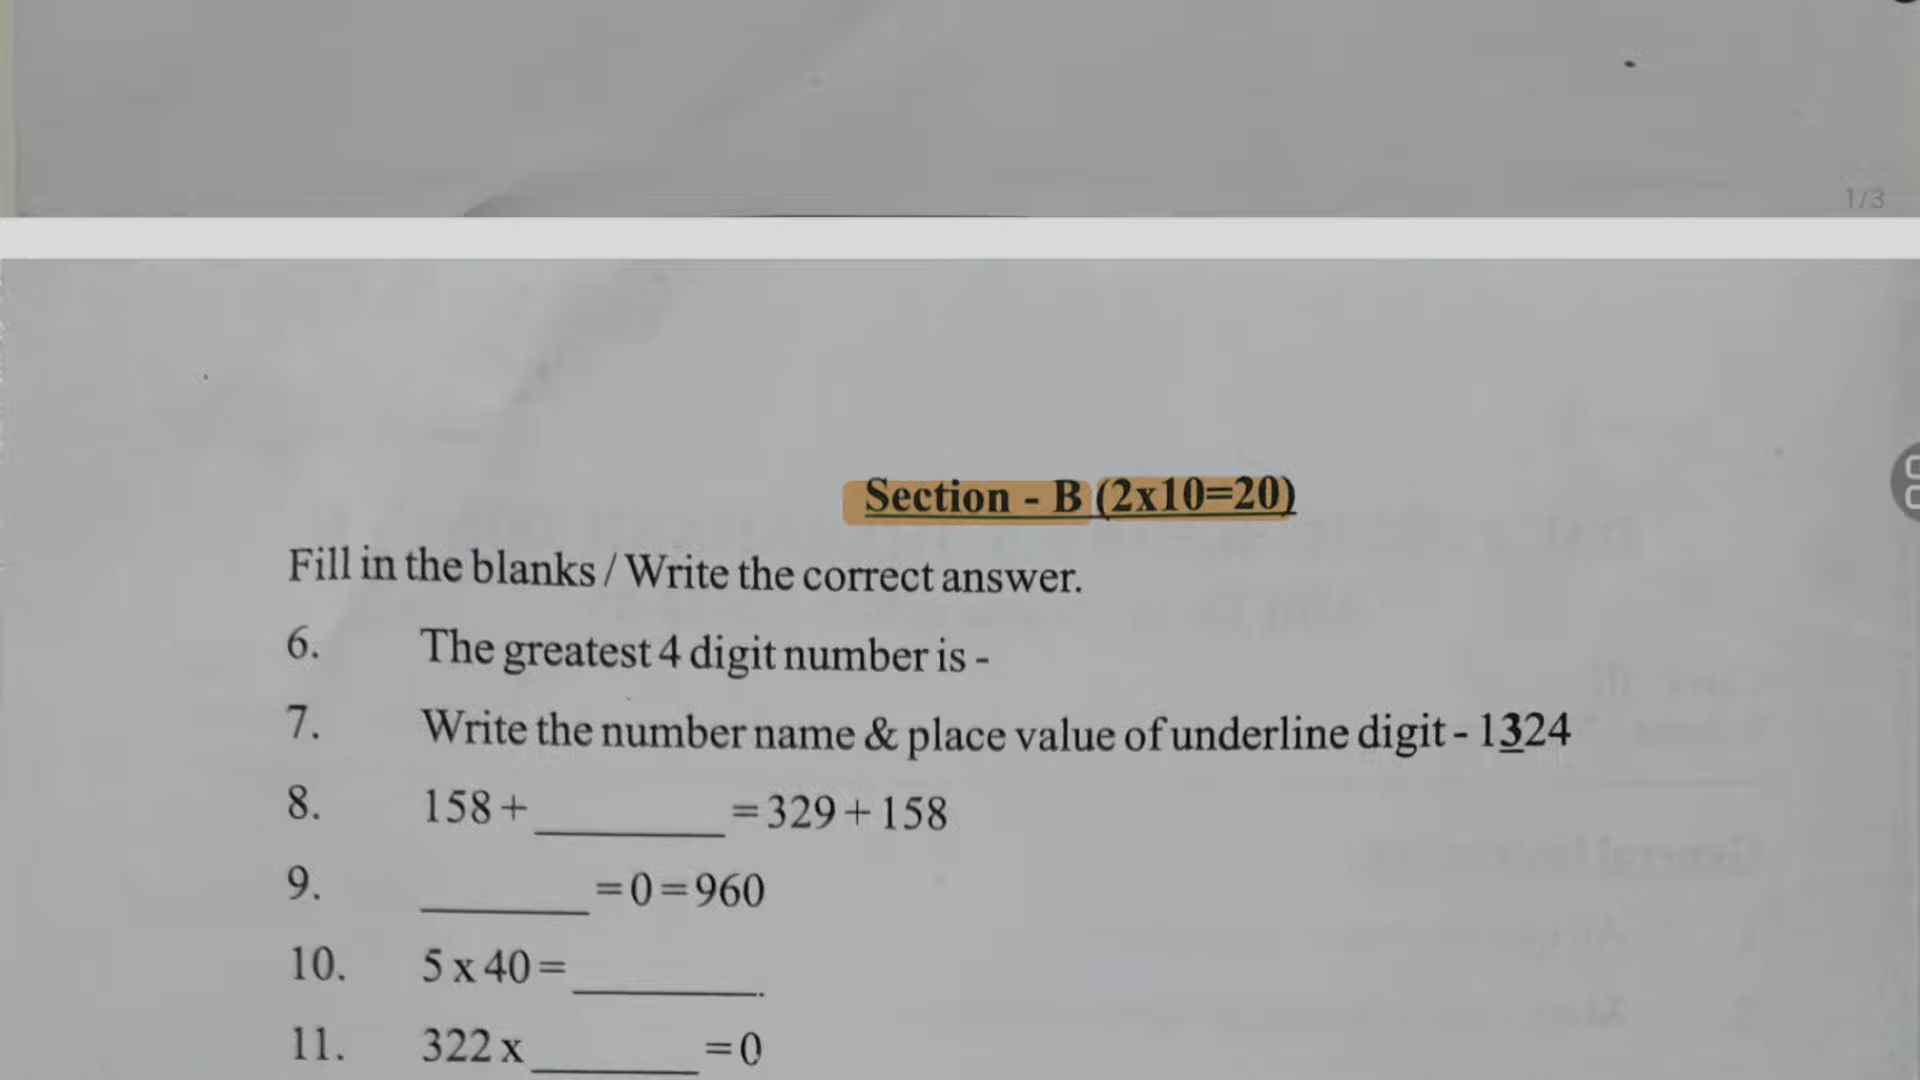 1/3
Section - B (2x10=20)
Fill in the blanks / Write the correct answer.
6. The greatest 4 digit number is -
7. Write the number name & place value of underline digit - 1324
8. 158 + ________ = 329 + 158
9. ________ = 0 = 960
10. 5 x 40 = ________.
11. 322 x ________ = 0